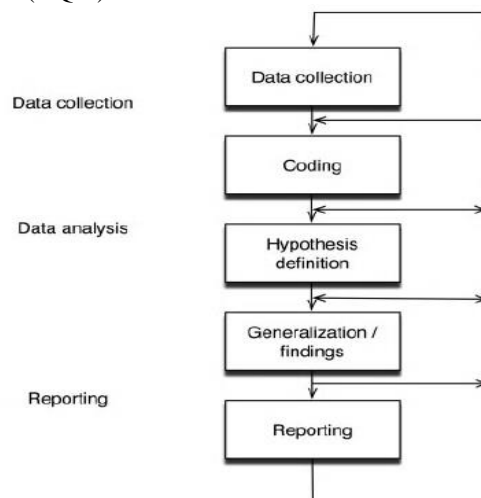 Data collection
Data collection
Coding
Data analysis
Hypothesis
definition
Generalization /
findings
Reporting
Reporting